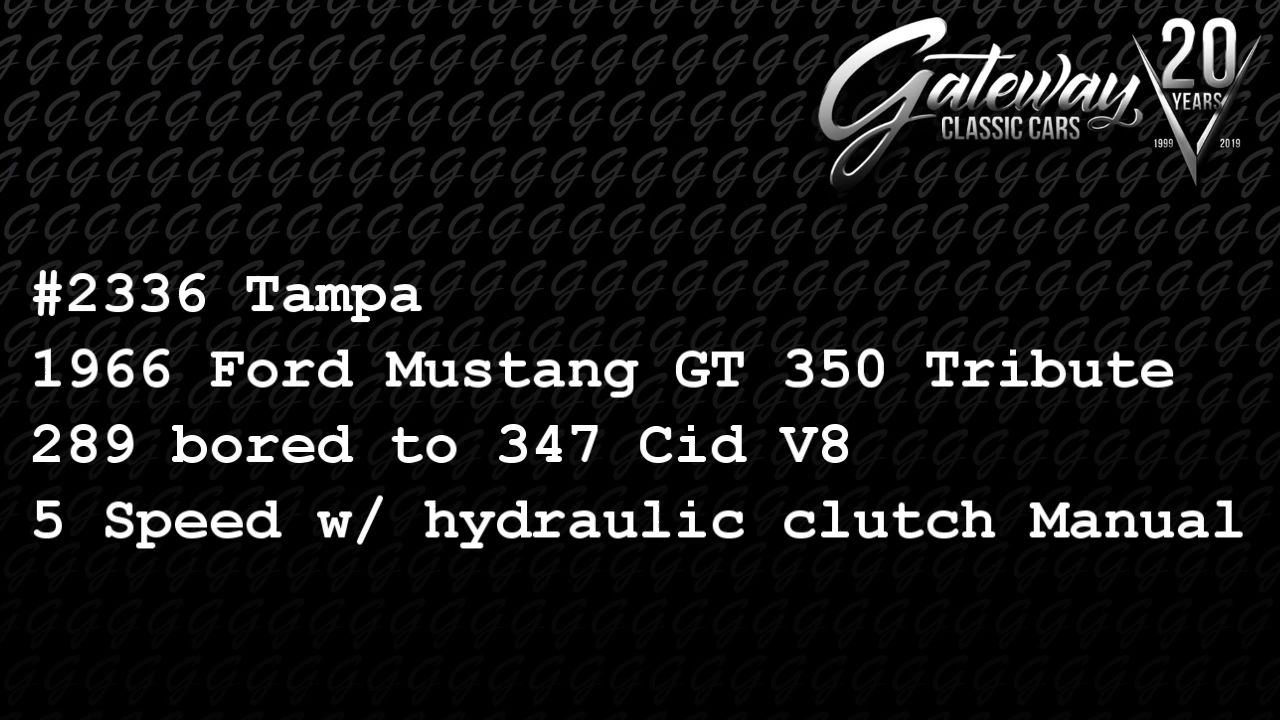 Gateway
CLASSIC CARS
20
YEARS
1999 2019
#2336 Tampa
1966 Ford Mustang GT 350 Tribute
289 bored to 347 Cid V8
5 Speed w/ hydraulic clutch Manual